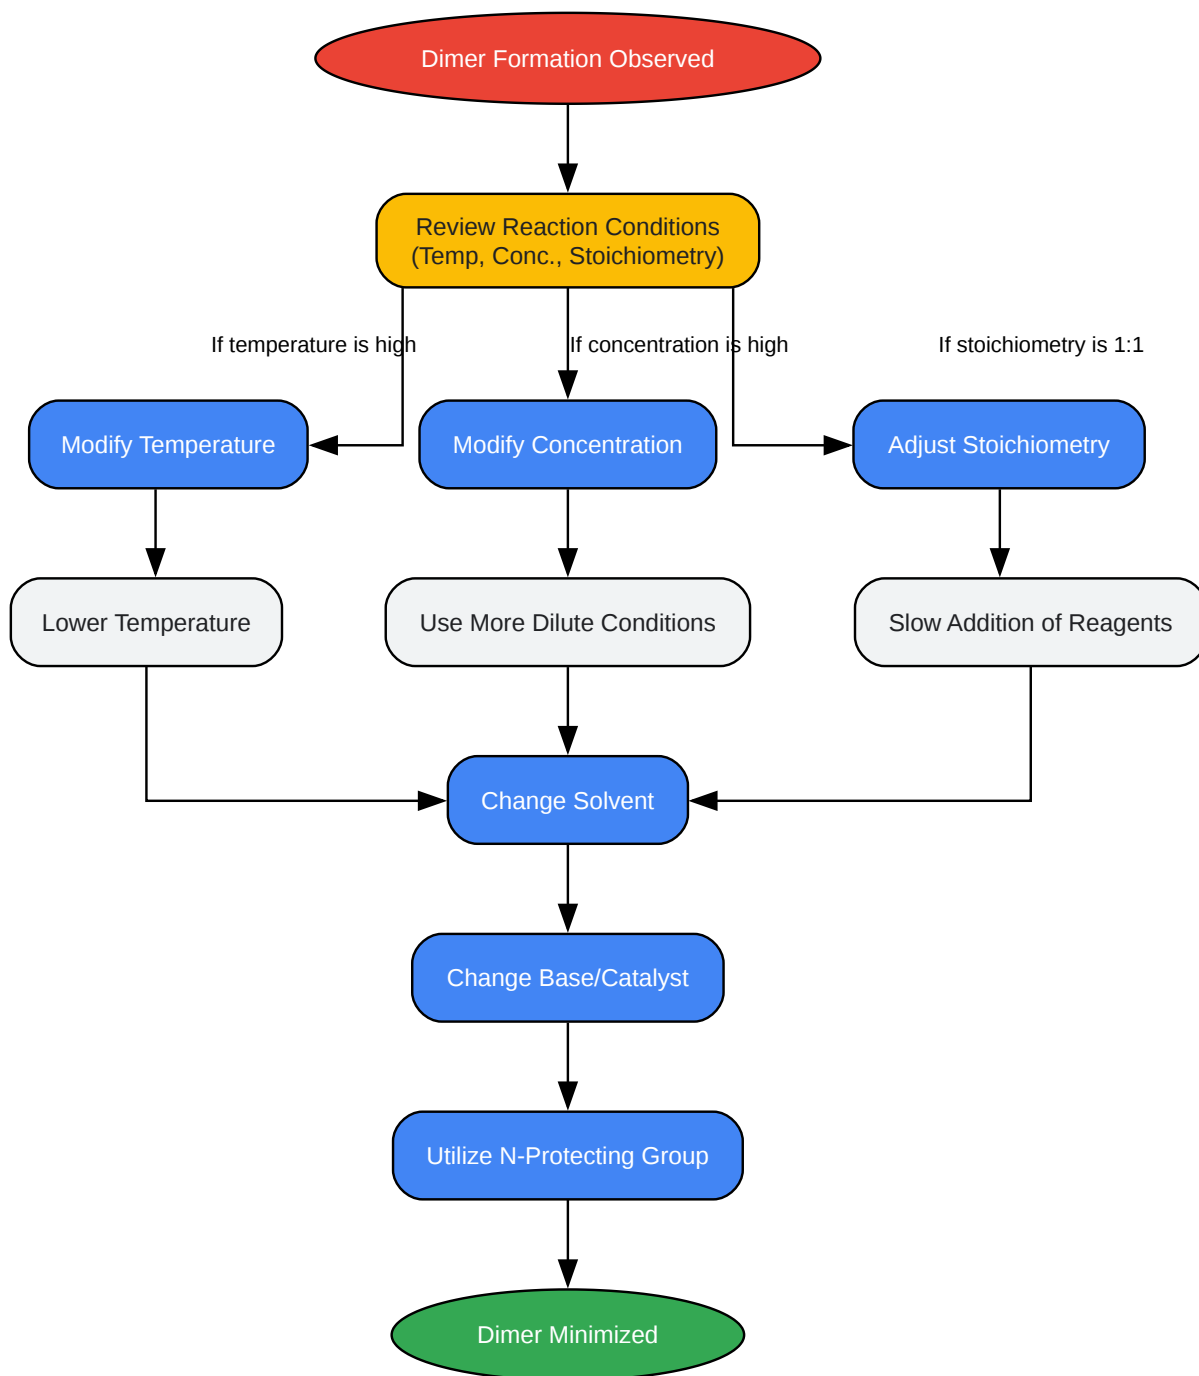 Dimer Formation Observed
Review Reaction Conditions
(Temp, Conc., Stoichiometry)
If temperature is high
If concentration is high
If stoichiometry is 1:1
Modify Temperature
Modify Concentration
Adjust Stoichiometry
Lower Temperature
Use More Dilute Conditions
Slow Addition of Reagents
Change Solvent
Change Base/Catalyst
Utilize N-Protecting Group
Dimer Minimized